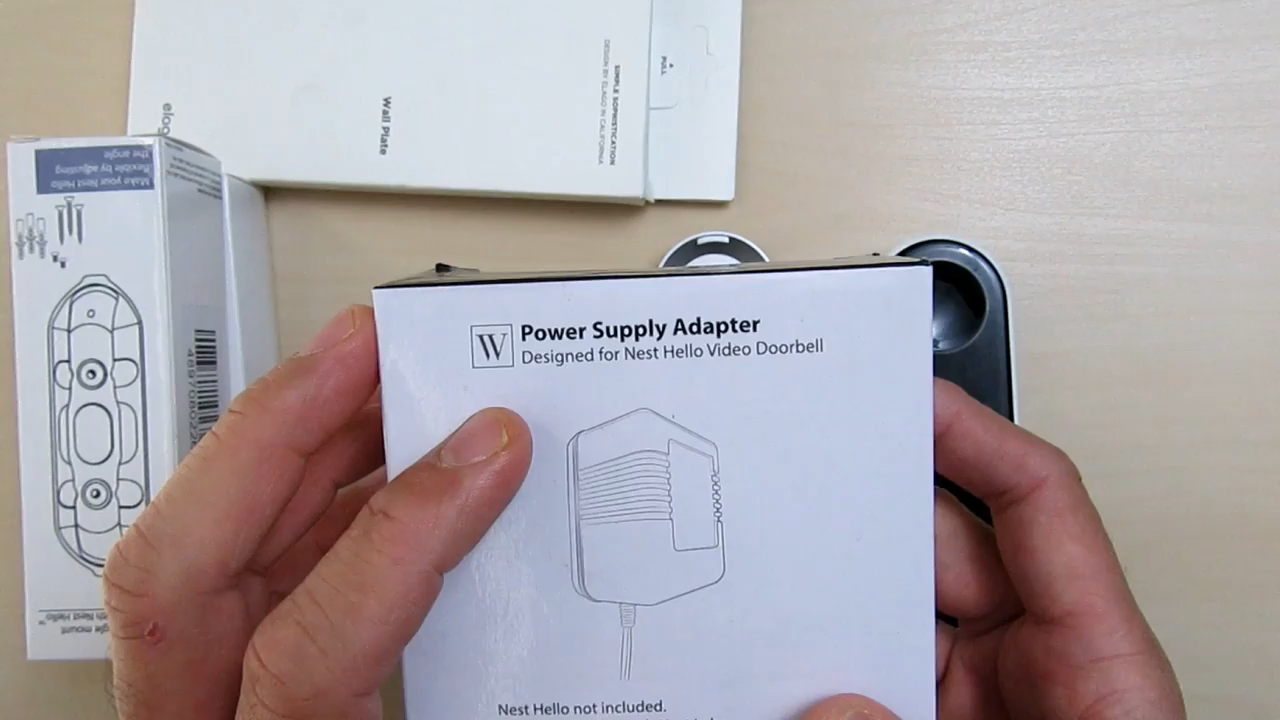 SIMPLE SOPHISTICATION
DESIGN BY ELAGO IN CALIFORNIA
PULL
Wall Plate
Make your Nest Hello
flexible by adjusting
the angle
W
Power Supply Adapter
Designed for Nest Hello Video Doorbell
Nest Hello not included.